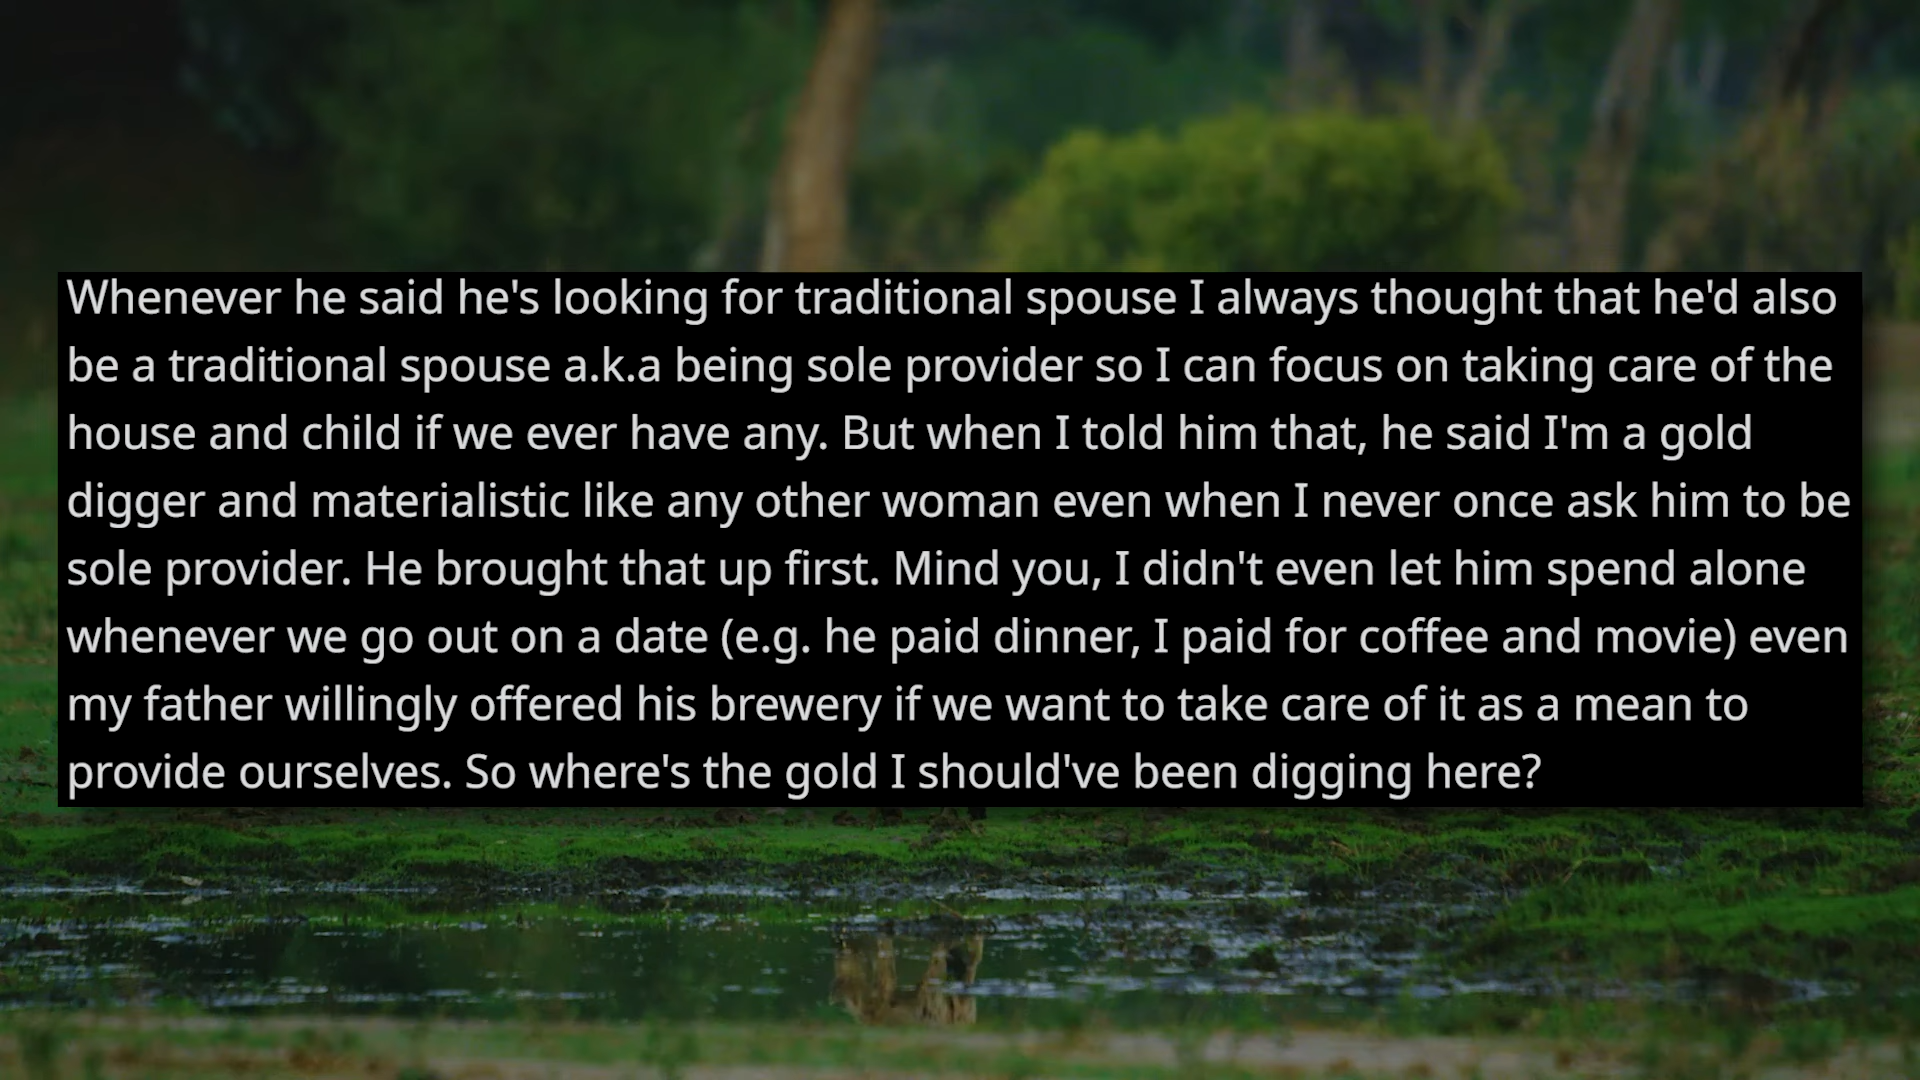 Whenever he said he's looking for traditional spouse I always thought that he'd also
be a traditional spouse a.k.a being sole provider so I can focus on taking care of the
house and child if we ever have any. But when I told him that, he said I'm a gold
digger and materialistic like any other woman even when I never once ask him to be
sole provider. He brought that up first. Mind you, I didn't even let him spend alone
whenever we go out on a date (e.g. he paid dinner, I paid for coffee and movie) even
my father willingly offered his brewery if we want to take care of it as a mean to
provide ourselves. So where's the gold I should've been digging here?